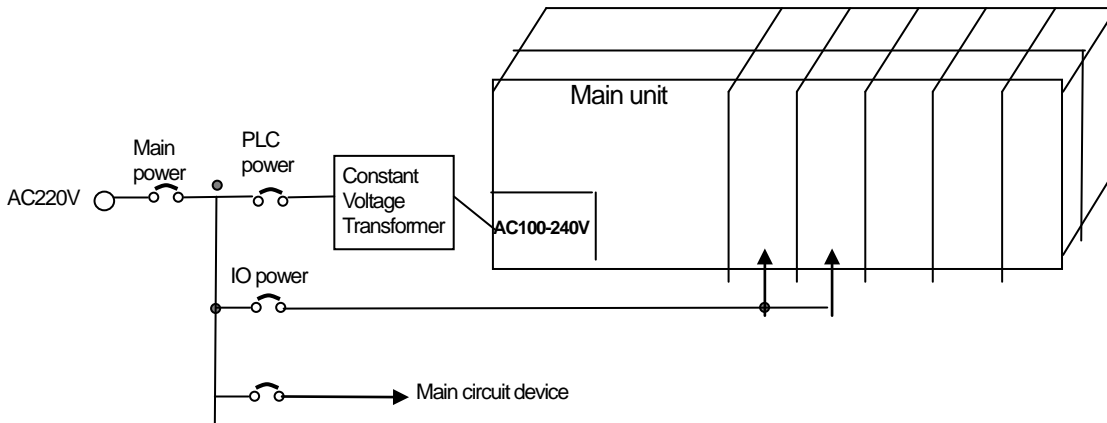 Main unit
Main
power
PLC
power
AC220V
Constant
Voltage
Transformer
AC100-240V
IO power
Main circuit device